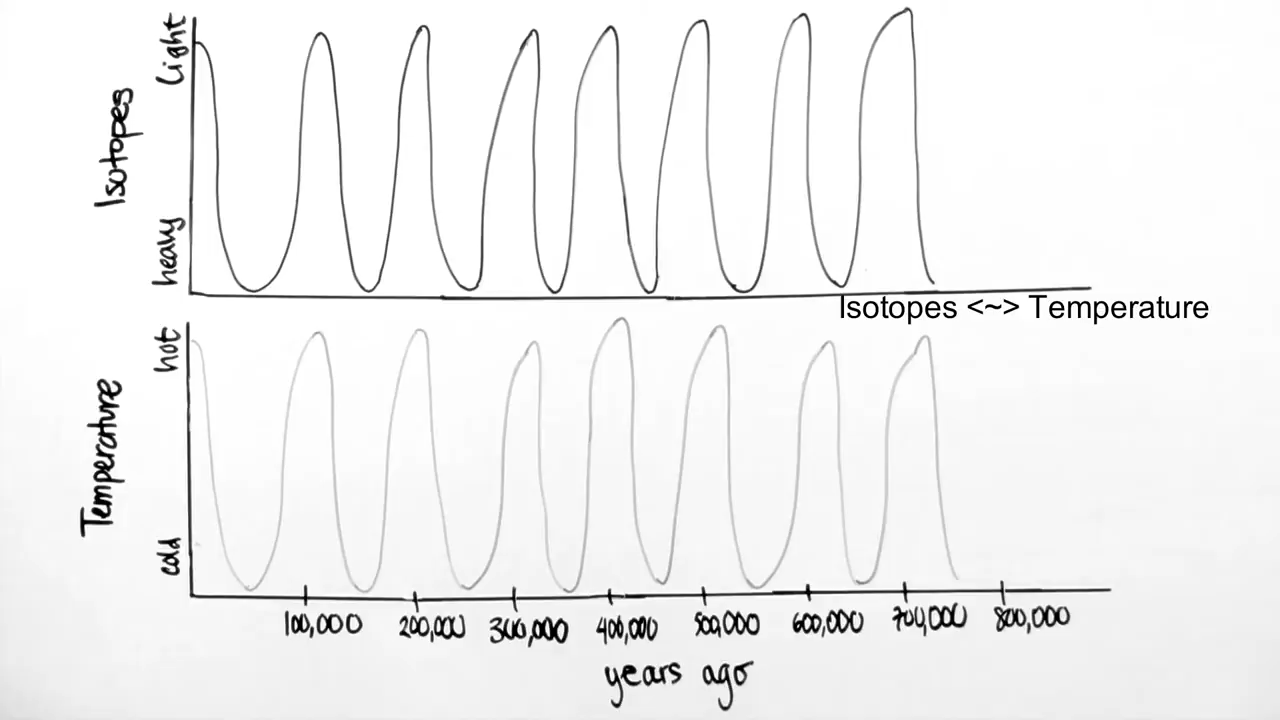 Isotopes
Light
heavy
Isotopes <~> Temperature
Temperature
hot
cold
100,000 200,000 300,000 400,000 500,000 600,000 700,000 800,000
years ago